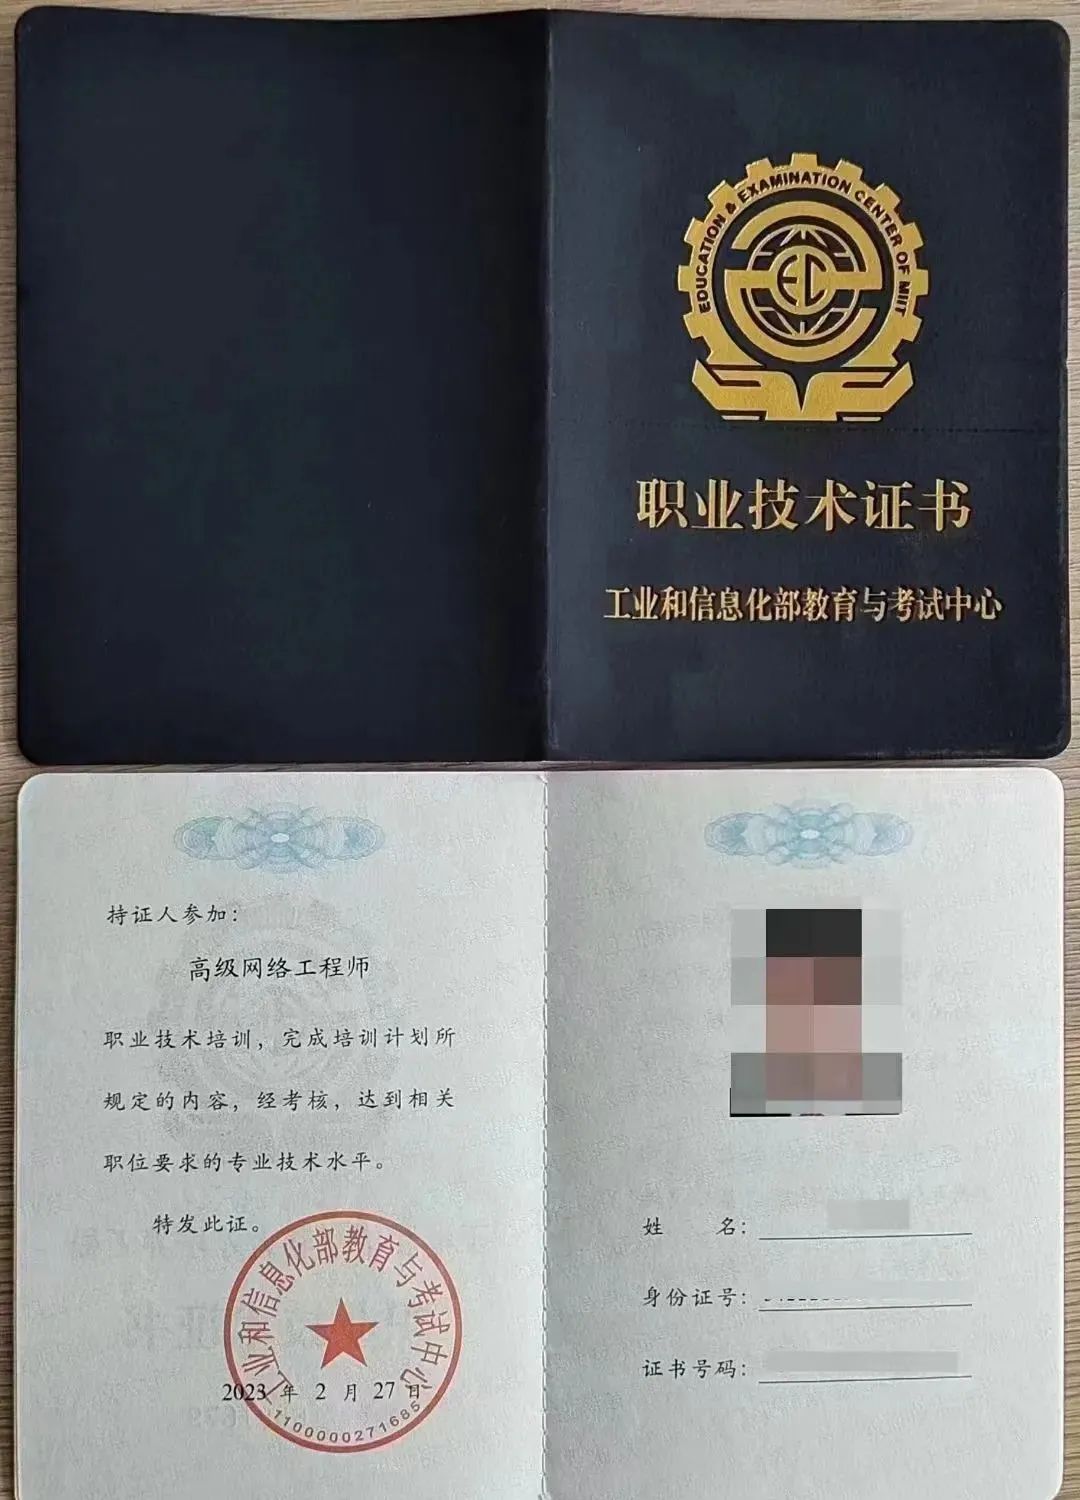 EDUCATION & EXAMINATION CENTER OF MIIT
EC
职业技术证书
工业和信息化部教育与考试中心
持证人参加：
高级网络工程师
职业技术培训，完成培训计划所
规定的内容，经考核，达到相关
职位要求的专业技术水平。
特发此证。
工业和信息化部教育与考试中心
2023 年 2 月 27 日
1100000271685
姓 名：
身份证号：
证书号码：